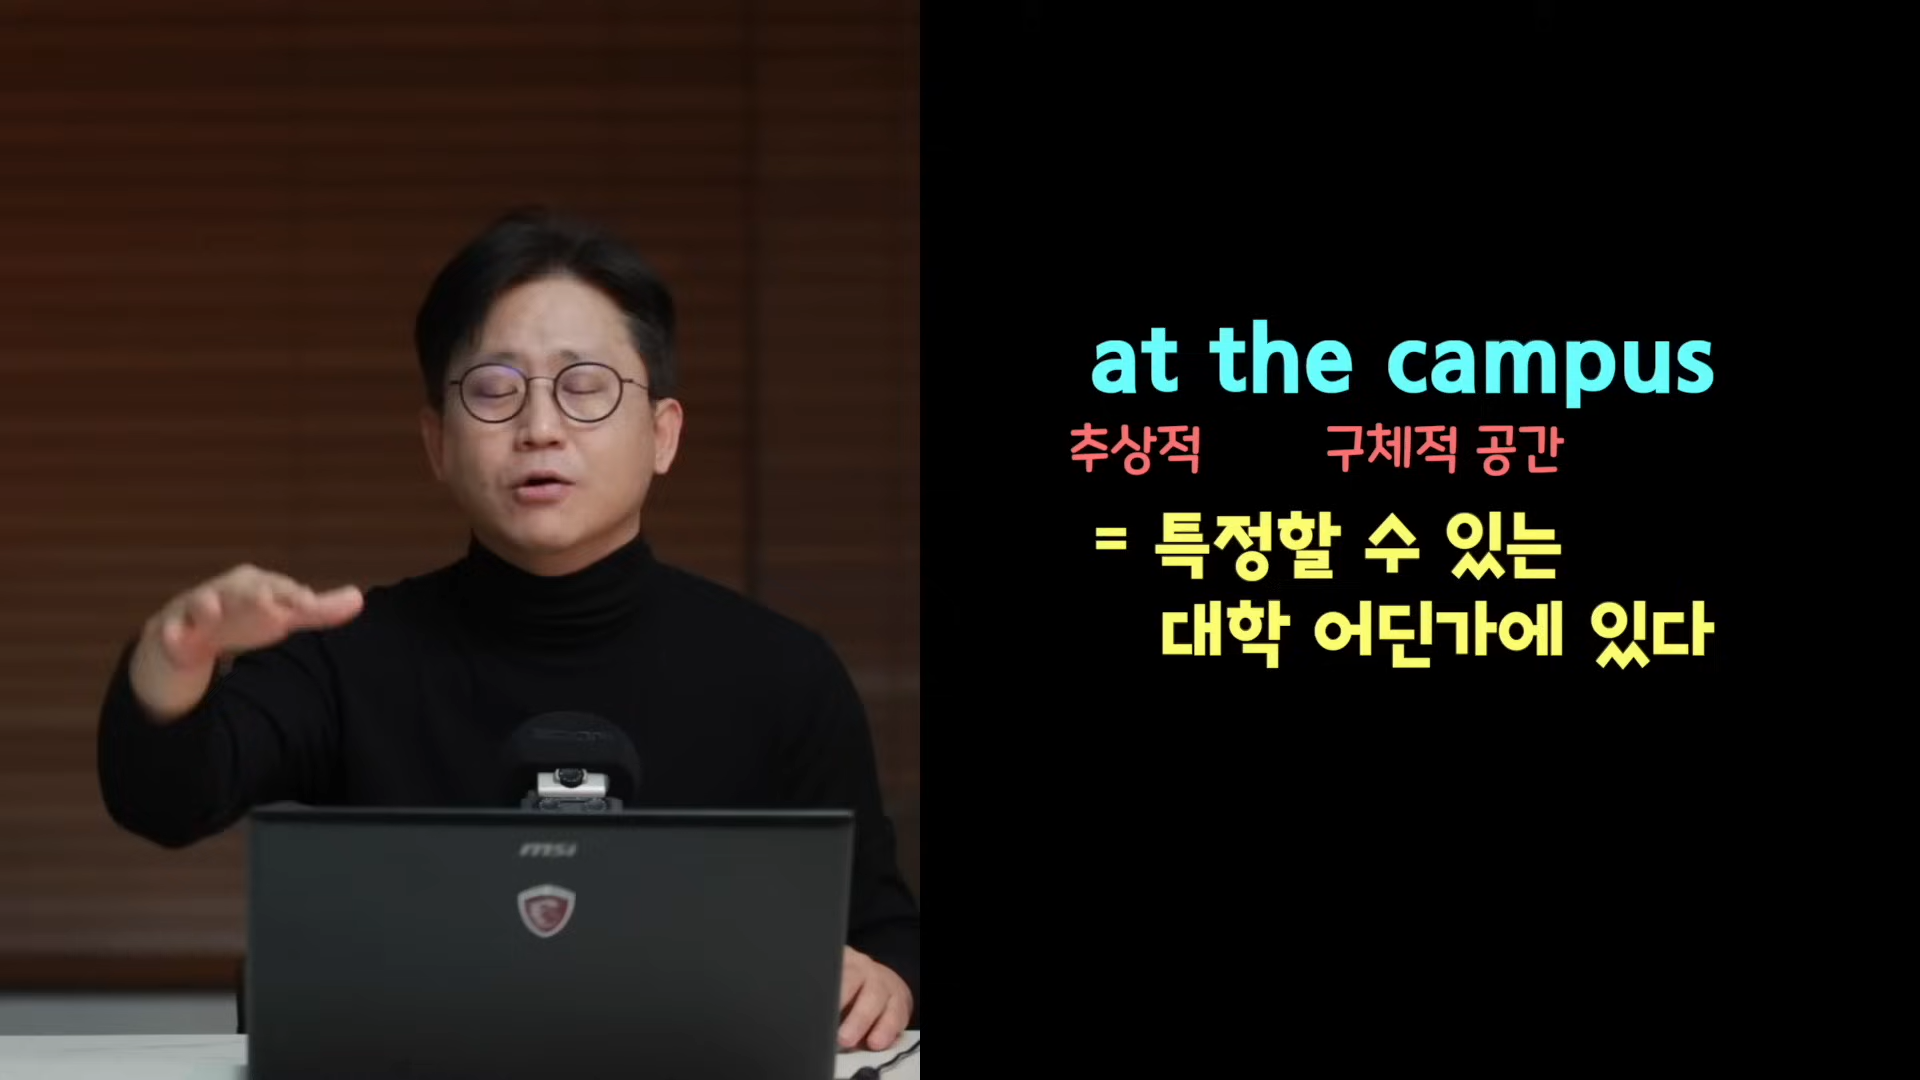 at the campus
추상적 구체적 공간
= 특정할 수 있는
대학 어딘가에 있다
msi